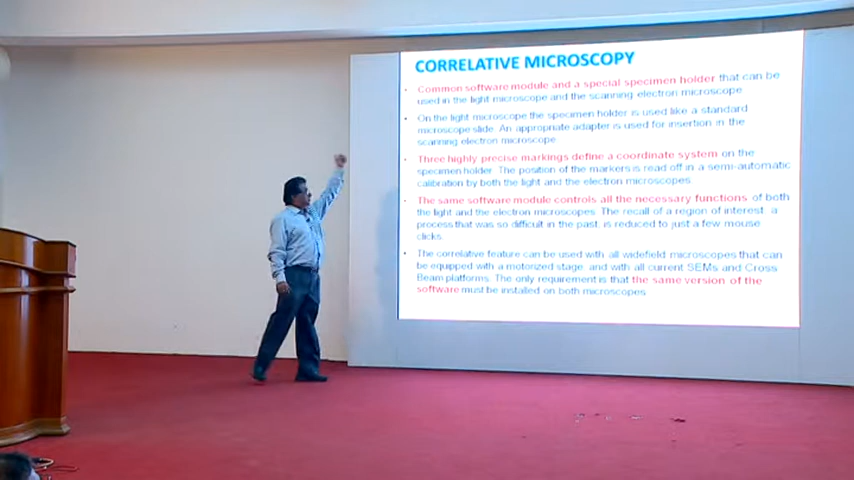 CORRELATIVE MICROSCOPY
• Common software module and a special specimen holder that can be
used in the light microscope and the scanning electron microscope
• On the light microscope the specimen holder is used like a standard
microscope slide. An appropriate adapter is used for insertion in the
scanning electron microscope
• Three highly precise markings define a coordinate system on the
specimen holder. The position of the markers is read off in a semi-automatic
calibration by both the light and the electron microscopes.
• The same software module controls all the necessary functions of both
the light and the electron microscopes. The recall of a region of interest, a
process that was so difficult in the past, is reduced to just a few mouse
clicks.
• The correlative feature can be used with all widefield microscopes that can
be equipped with a motorized stage, and with all current SEMs and Cross
Beam platforms. The only requirement is that the same version of the
software must be installed on both microscopes.